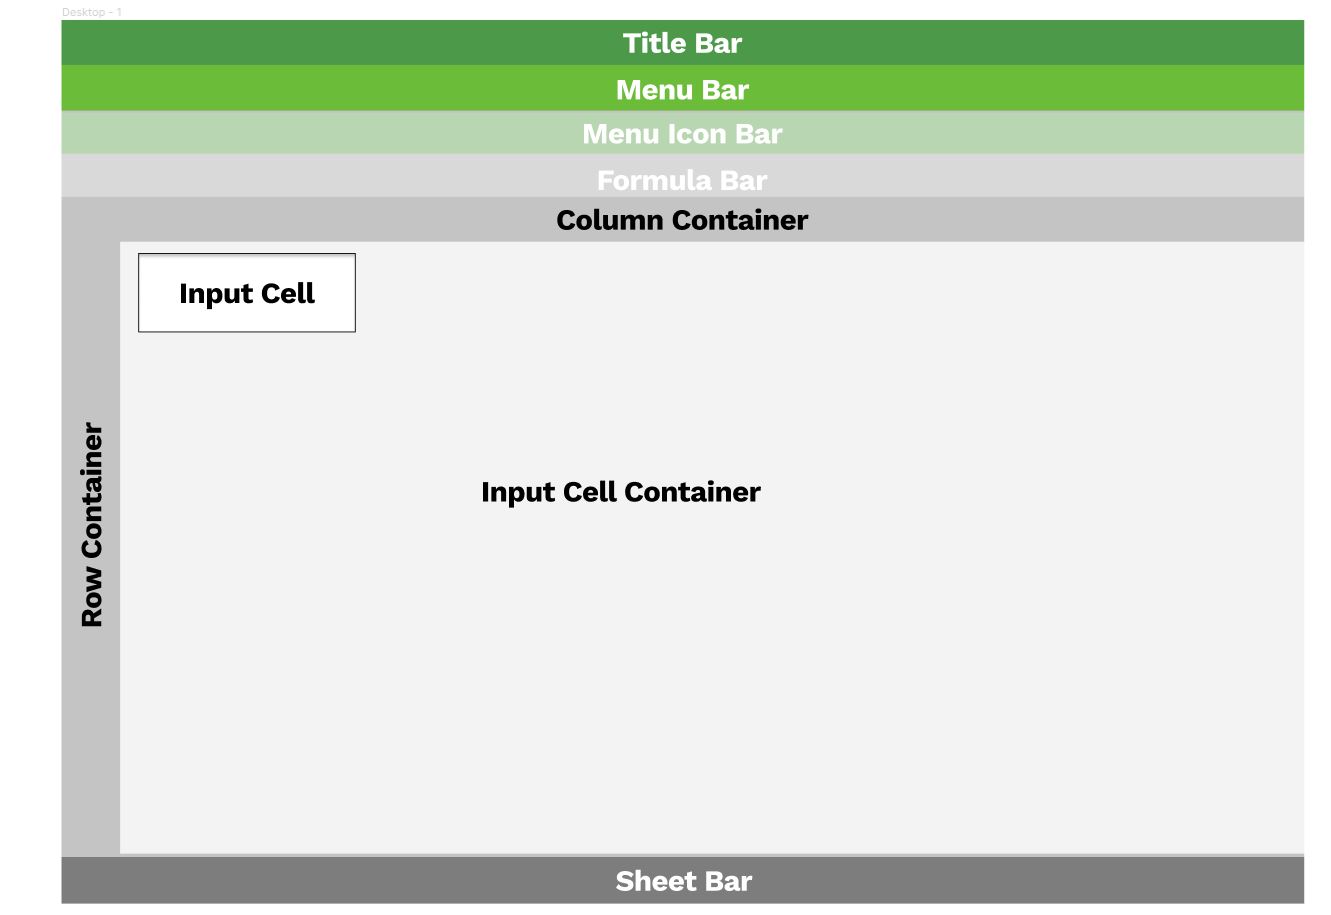 Desktop - 1
Title Bar
Menu Bar
Menu Icon Bar
Formula Bar
Column Container
Input Cell
Row Container
Input Cell Container
Sheet Bar